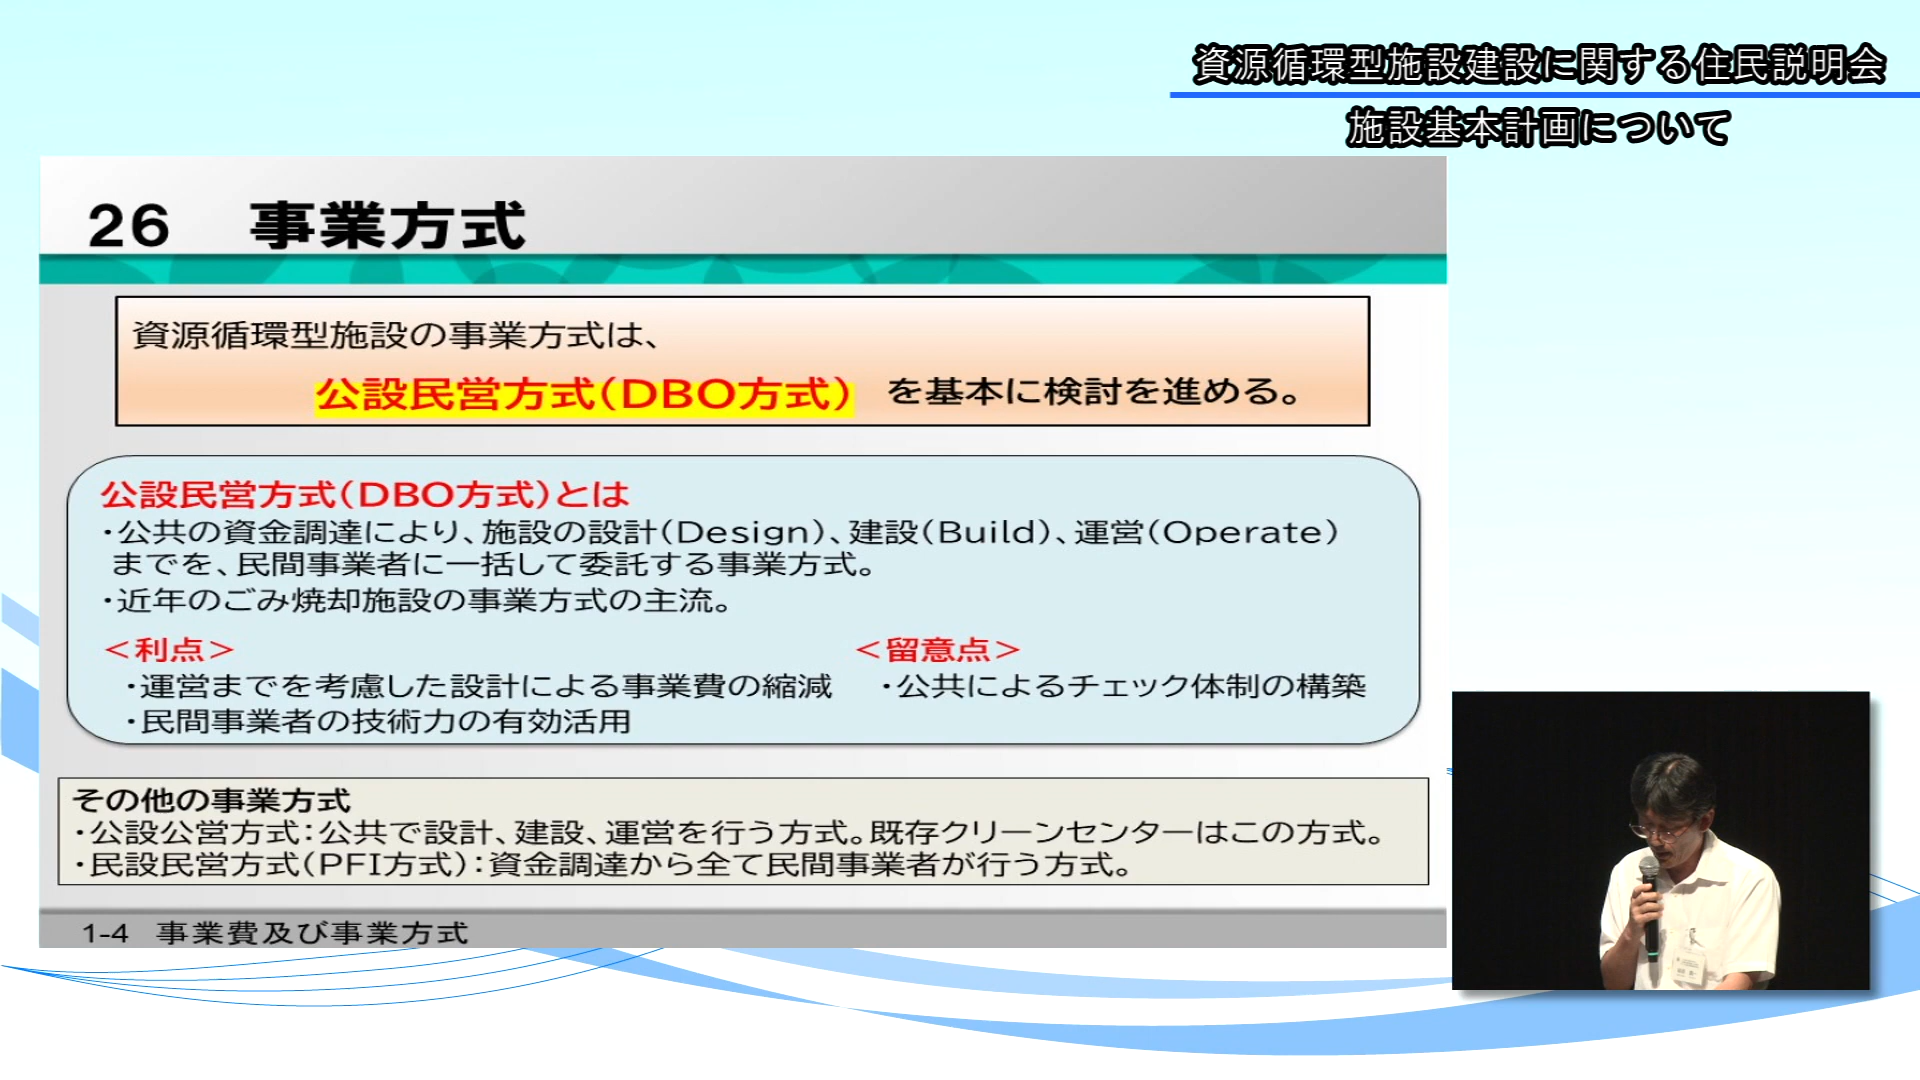 資源循環型施設建設に関する住民説明会
施設基本計画について
26 事業方式
資源循環型施設の事業方式は、
公設民営方式(DBO方式) を基本に検討を進める。
公設民営方式(DBO方式)とは
・公共の資金調達により、施設の設計(Design)、建設(Build)、運営(Operate)
までを、民間事業者に一括して委託する事業方式。
・近年のごみ焼却施設の事業方式の主流。
＜利点＞
・運営までを考慮した設計による事業費の縮減
・民間事業者の技術力の有効活用
＜留意点＞
・公共によるチェック体制の構築
その他の事業方式
・公設公営方式:公共で設計、建設、運営を行う方式。既存クリーンセンターはこの方式。
・民設民営方式(PFI方式):資金調達から全て民間事業者が行う方式。
1-4 事業費及び事業方式